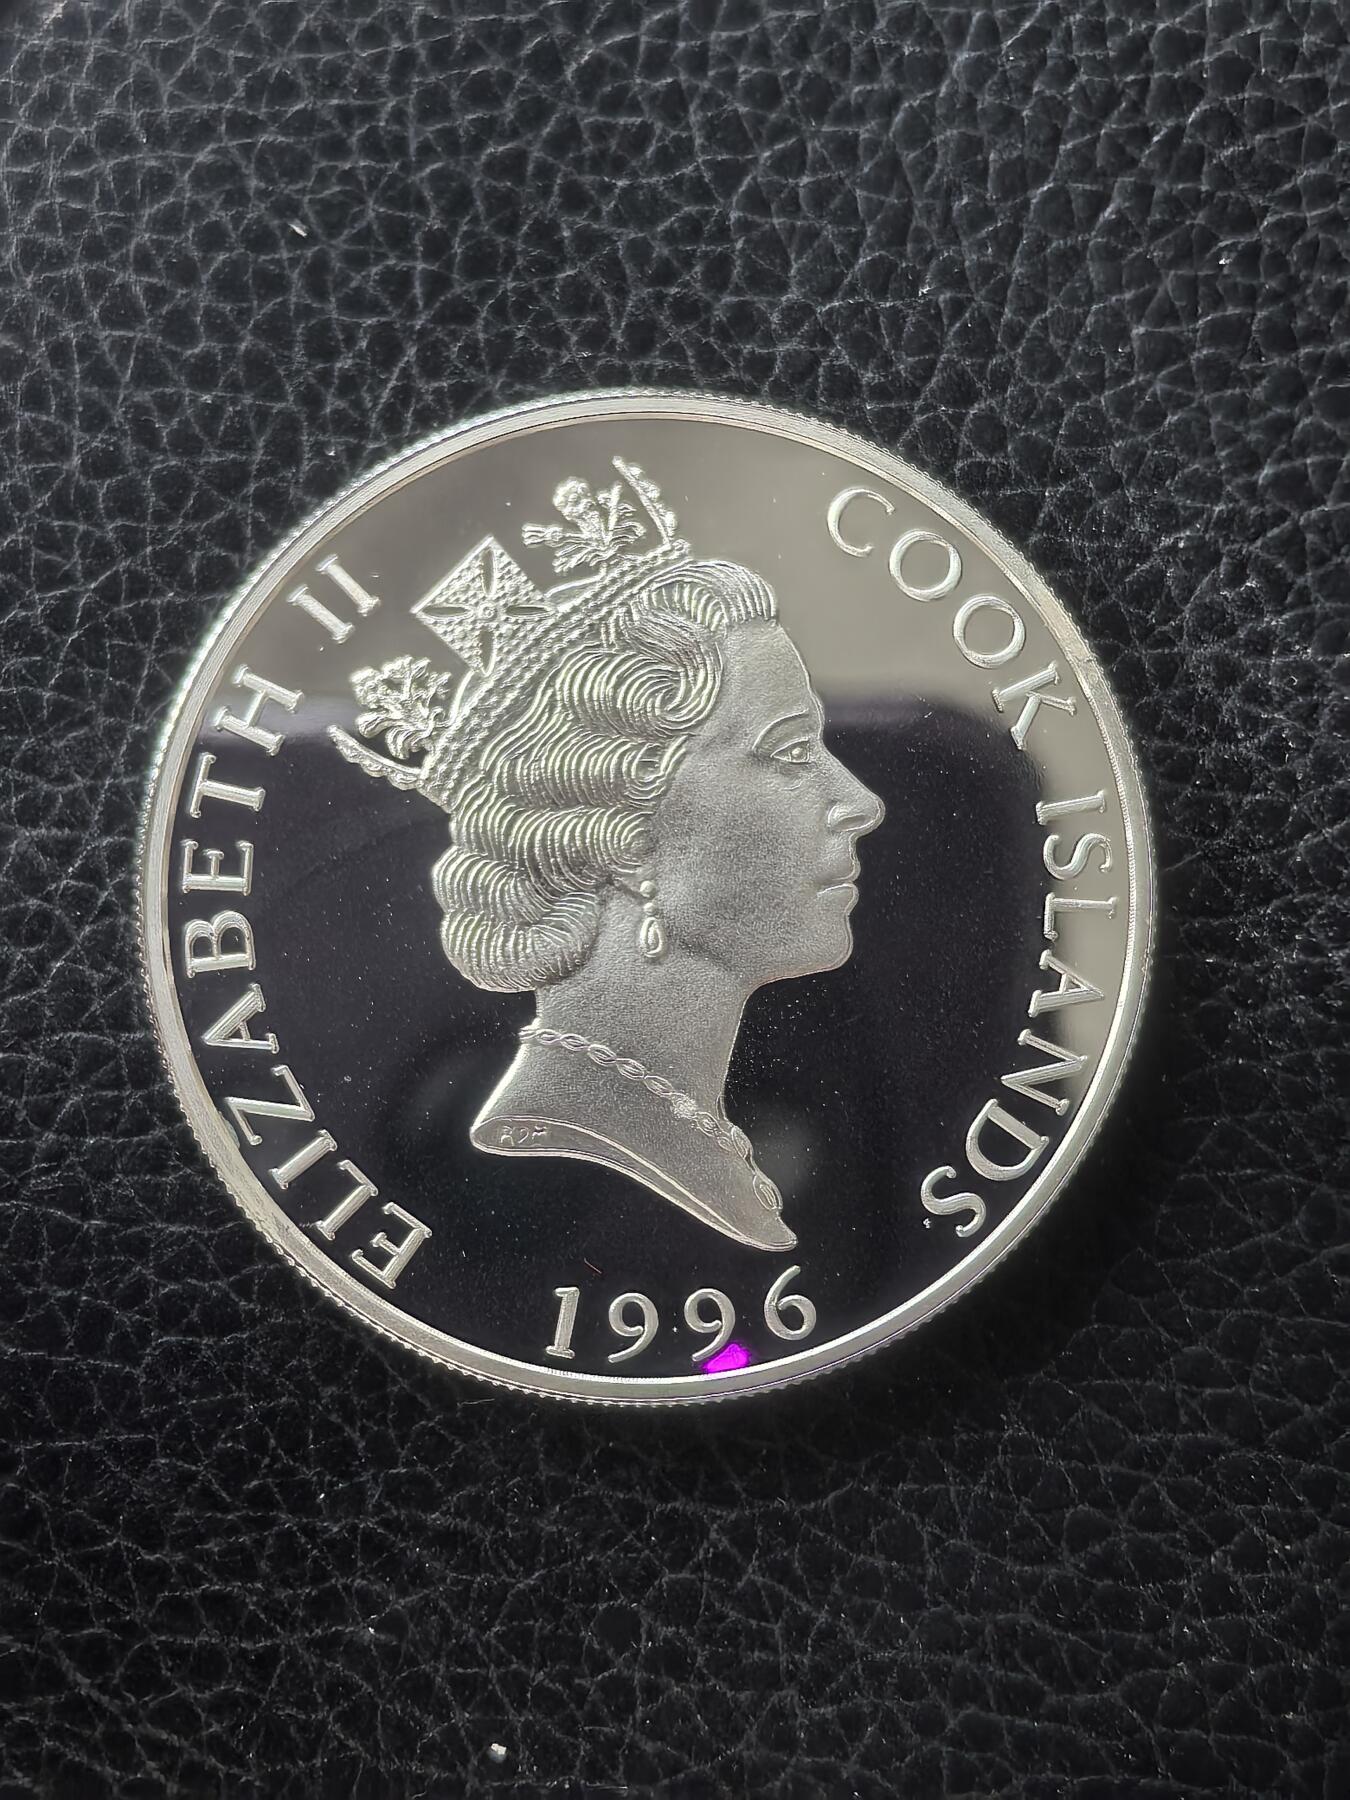 ELIZABETH II
COOK ISLANDS
1996
RDM